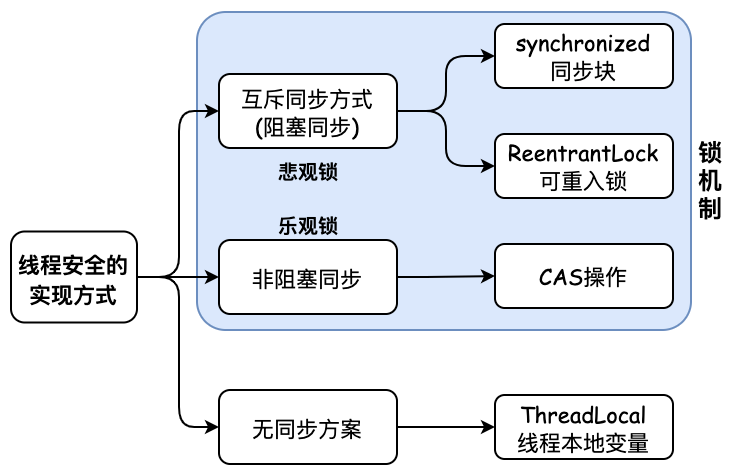 线程安全的
实现方式
互斥同步方式
(阻塞同步)
悲观锁
synchronized
同步块
ReentrantLock
可重入锁
锁
机
制
乐观锁
非阻塞同步
CAS操作
无同步方案
ThreadLocal
线程本地变量